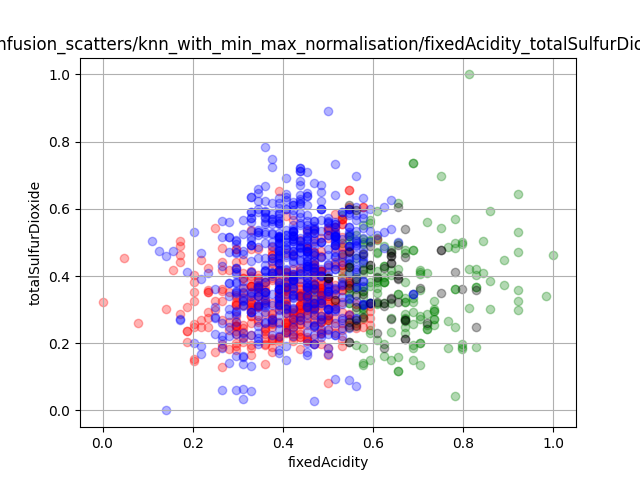 nfusion_scatters/knn_with_min_max_normalisation/fixedAcidity_totalSulfurDio
1.0
0.8
0.6
0.4
0.2
0.0
totalSulfurDioxide
0.0 0.2 0.4 0.6 0.8 1.0
fixedAcidity